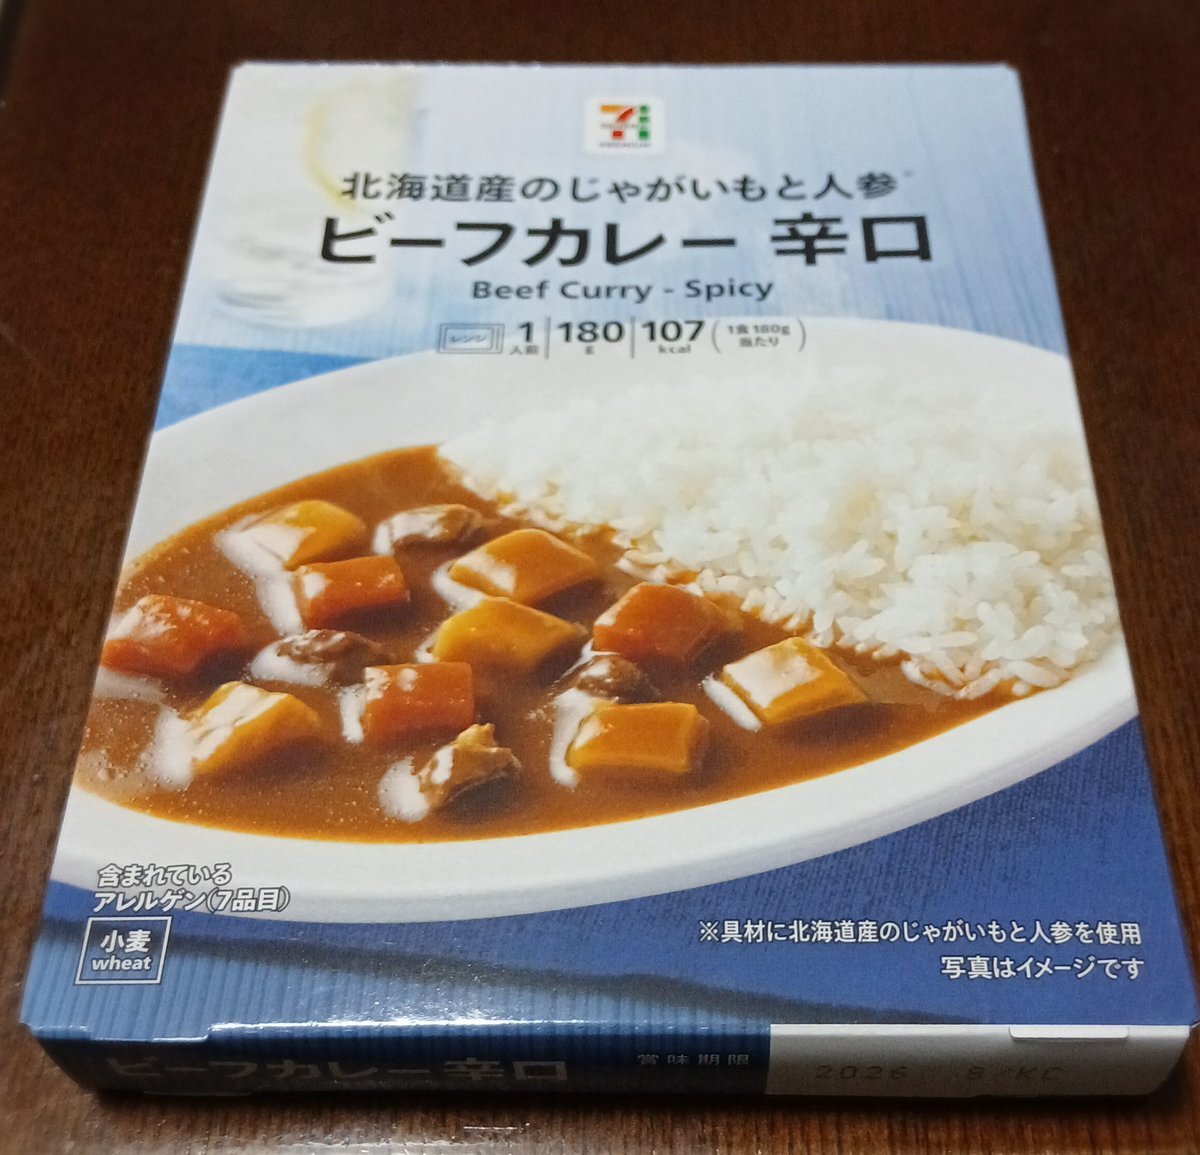 北海道産のじゃがいもと人参※
ビーフカレー 辛口
Beef Curry - Spicy
レンジ 1人前 180g 107kcal (1食180g当たり)
含まれている
アレルゲン(7品目)
小麦
wheat
※具材に北海道産のじゃがいもと人参を使用
写真はイメージです
ビーフカレー 辛口 賞味期限 2026. 8/KC